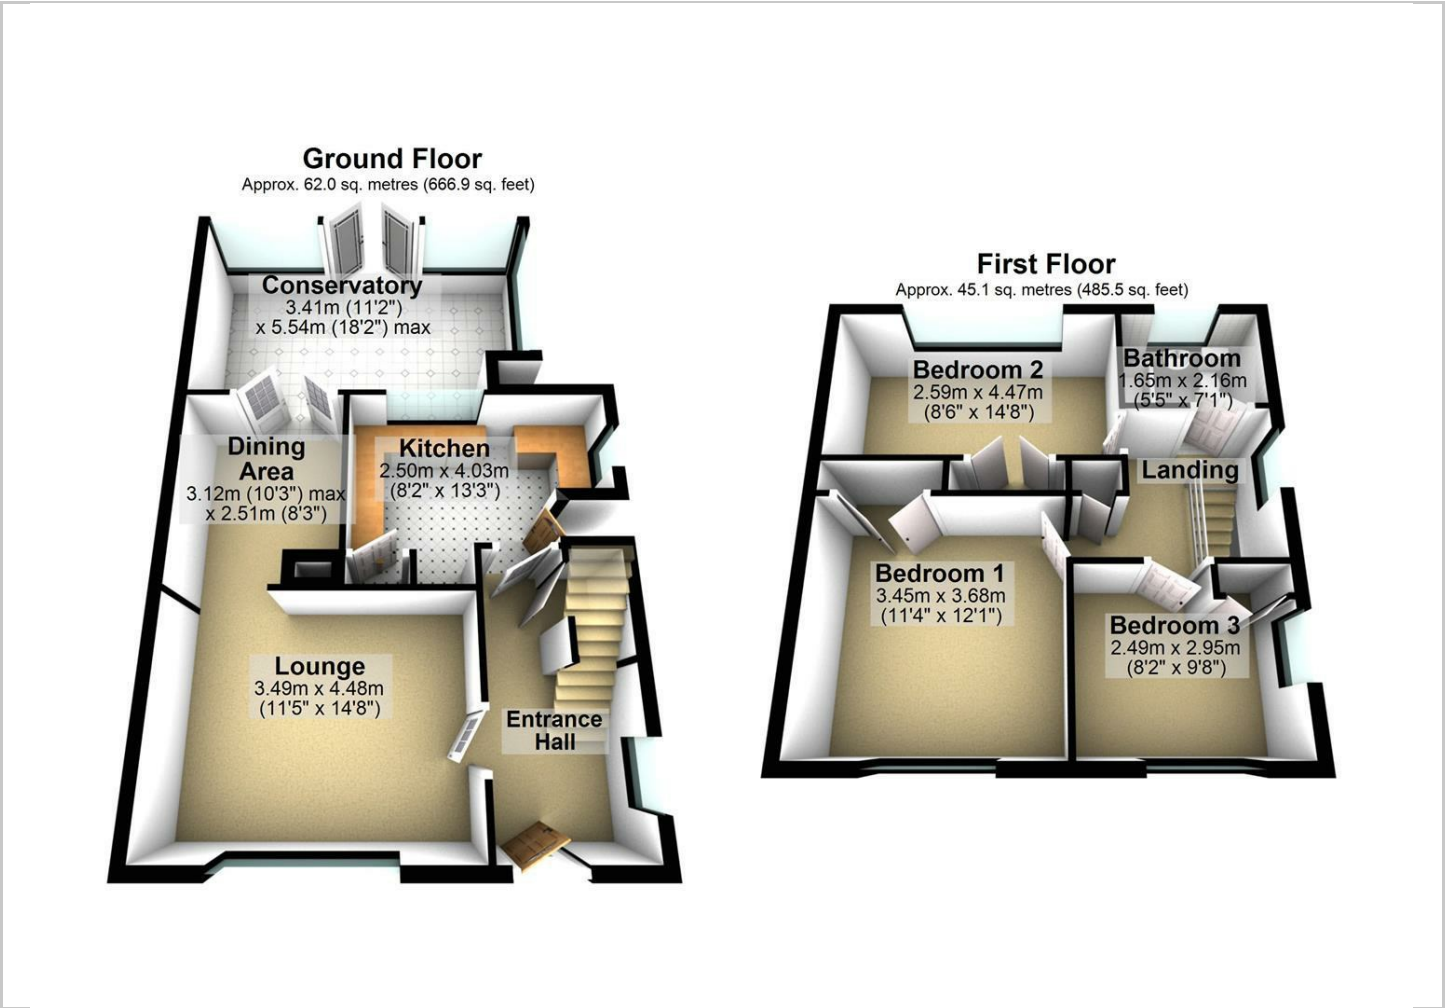 Ground Floor
Approx. 62.0 sq. metres (666.9 sq. feet)
Conservatory
3.41m (11'2")
x 5.54m (18'2") max
Dining
Area
3.12m (10'3") max
x 2.51m (8'3")
Kitchen
2.50m x 4.03m
(8'2" x 13'3")
Lounge
3.49m x 4.48m
(11'5" x 14'8")
Entrance
Hall
First Floor
Approx. 45.1 sq. metres (485.5 sq. feet)
Bedroom 2
2.59m x 4.47m
(8'6" x 14'8")
Bathroom
1.65m x 2.16m
(5'5" x 7'1")
Landing
Bedroom 1
3.45m x 3.68m
(11'4" x 12'1")
Bedroom 3
2.49m x 2.95m
(8'2" x 9'8")